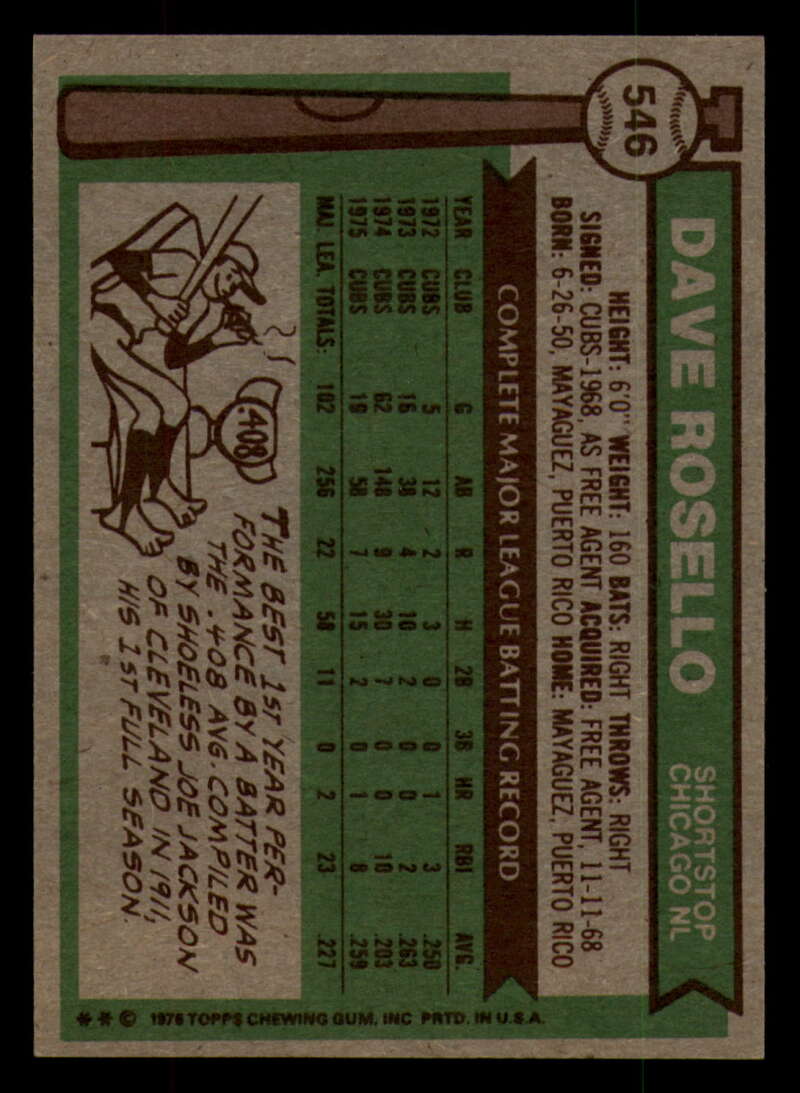 546
DAVE ROSELLO
SHORTSTOP
CHICAGO NL
HEIGHT: 6'0" WEIGHT: 160 BATS: RIGHT THROWS: RIGHT
SIGNED: CUBS-1968, AS FREE AGENT ACQUIRED: FREE AGENT, 11-11-68
BORN: 6-26-50, MAYAGUEZ, PUERTO RICO HOME: MAYAGUEZ, PUERTO RICO
COMPLETE MAJOR LEAGUE BATTING RECORD
YEAR CLUB G AB R H 2B 3B HR RBI AVG.
1972 CUBS 5 12 2 3 0 0 1 3 .250
1973 CUBS 16 38 4 10 2 0 0 2 .263
1974 CUBS 62 148 9 30 7 0 0 10 .203
1975 CUBS 19 58 7 15 2 0 1 8 .259
MAJ. LEA. TOTALS: 102 256 22 58 11 0 2 23 .227
.408
THE BEST 1ST YEAR PER-
FORMANCE BY A BATTER WAS
THE .408 AVG. COMPILED
BY SHOELESS JOE JACKSON
OF CLEVELAND IN 1911,
HIS 1ST FULL SEASON.
** © 1976 TOPPS CHEWING GUM, INC PRTD. IN U.S.A.